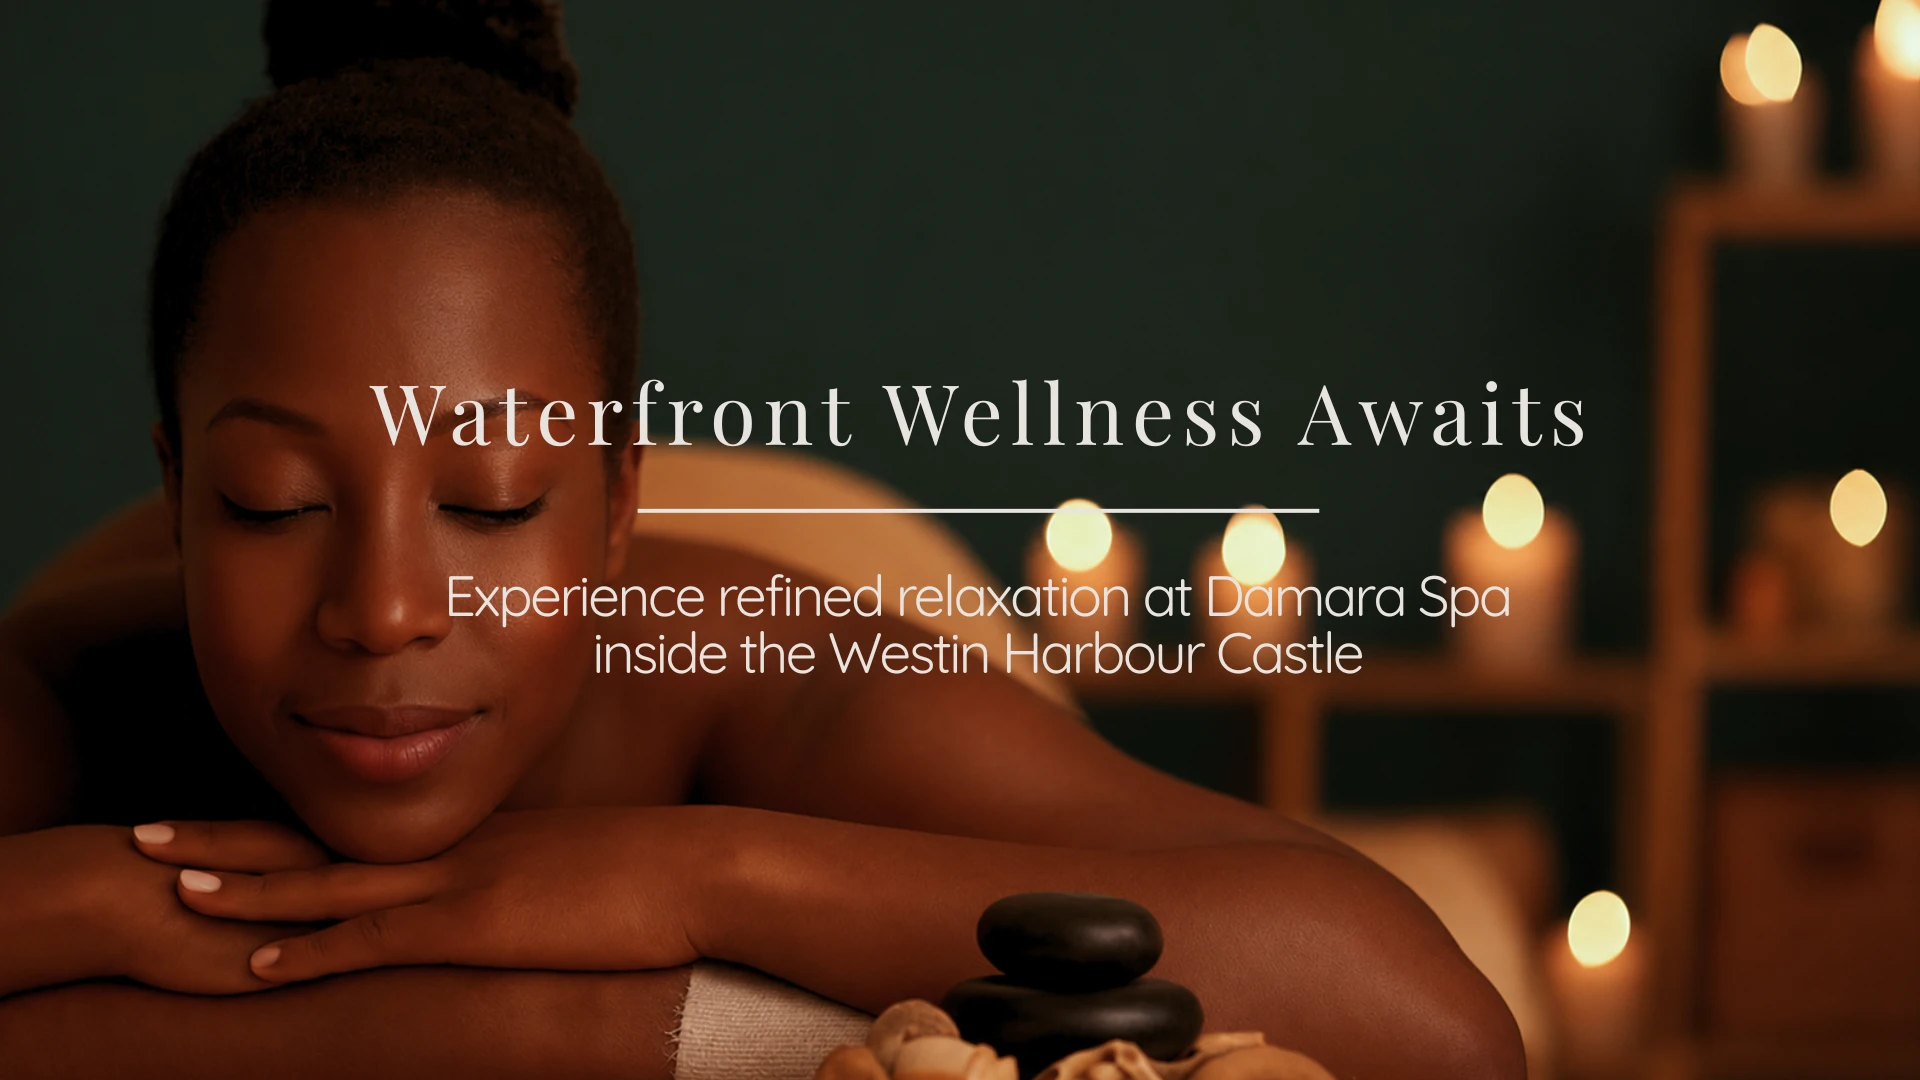 Waterfront Wellness Awaits
Experience refined relaxation at Damara Spa
inside the Westin Harbour Castle